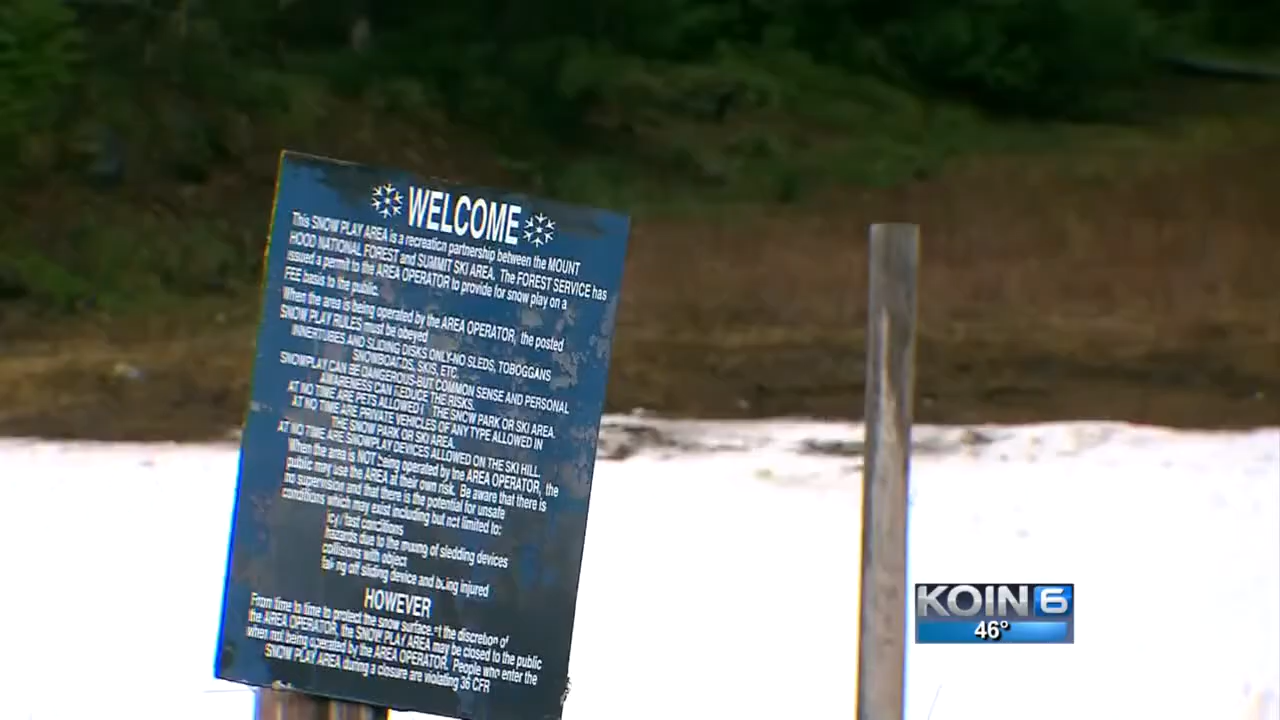 WELCOME
This SNOW PLAY AREA is a recreation partnership between the MOUNT
HOOD NATIONAL FOREST and SUMMIT SKI AREA. The FOREST SERVICE has
issued a permit to the AREA OPERATOR to provide for snow play on a
FEE basis to the public.
When the area is being operated by the AREA OPERATOR, the posted
SNOW PLAY RULES must be obeyed
INNERTUBES AND SLIDING DISKS ONLY-NO SLEDS, TOBOGGANS
SNOWBOARDS, SKIS, ETC.
SNOWPLAY CAN BE DANGEROUS-BUT COMMON SENSE AND PERSONAL
AWARENESS CAN REDUCE THE RISKS.
AT NO TIME ARE PETS ALLOWED I THE SNOW PARK OR SKI AREA.
AT NO TIME ARE PRIVATE VEHICLES OF ANY TYPE ALLOWED IN
THE SNOW PARK OR SKI AREA.
AT NO TIME ARE SNOWPLAY DEVICES ALLOWED ON THE SKI HILL.
When the area is NOT being operated by the AREA OPERATOR, the
public may use the AREA at their own risk. Be aware that there is
no supervision and that there is the potential for unsafe
conditions which may exist including but not limited to:
icy/fast conditions
hazards due to the mixing of sledding devices
collisions with object
falling off sliding device and being injured
HOWEVER
From time to time to protect the snow surface, at the discretion of
the AREA OPERATOR, the SNOW PLAY AREA may be closed to the public
when not being operated by the AREA OPERATOR. People who enter the
SNOW PLAY AREA during a closure are violating 36 CFR
KOIN 6
46°